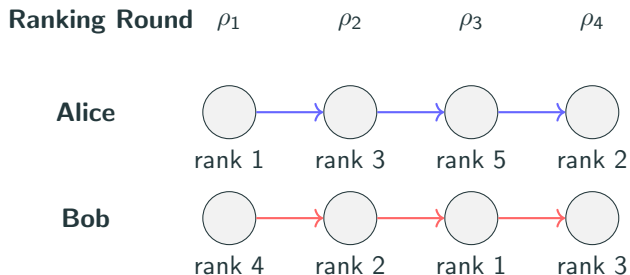 Ranking Round ρ₁ ρ₂ ρ₃ ρ₄
Alice
rank 1 rank 3 rank 5 rank 2
Bob
rank 4 rank 2 rank 1 rank 3